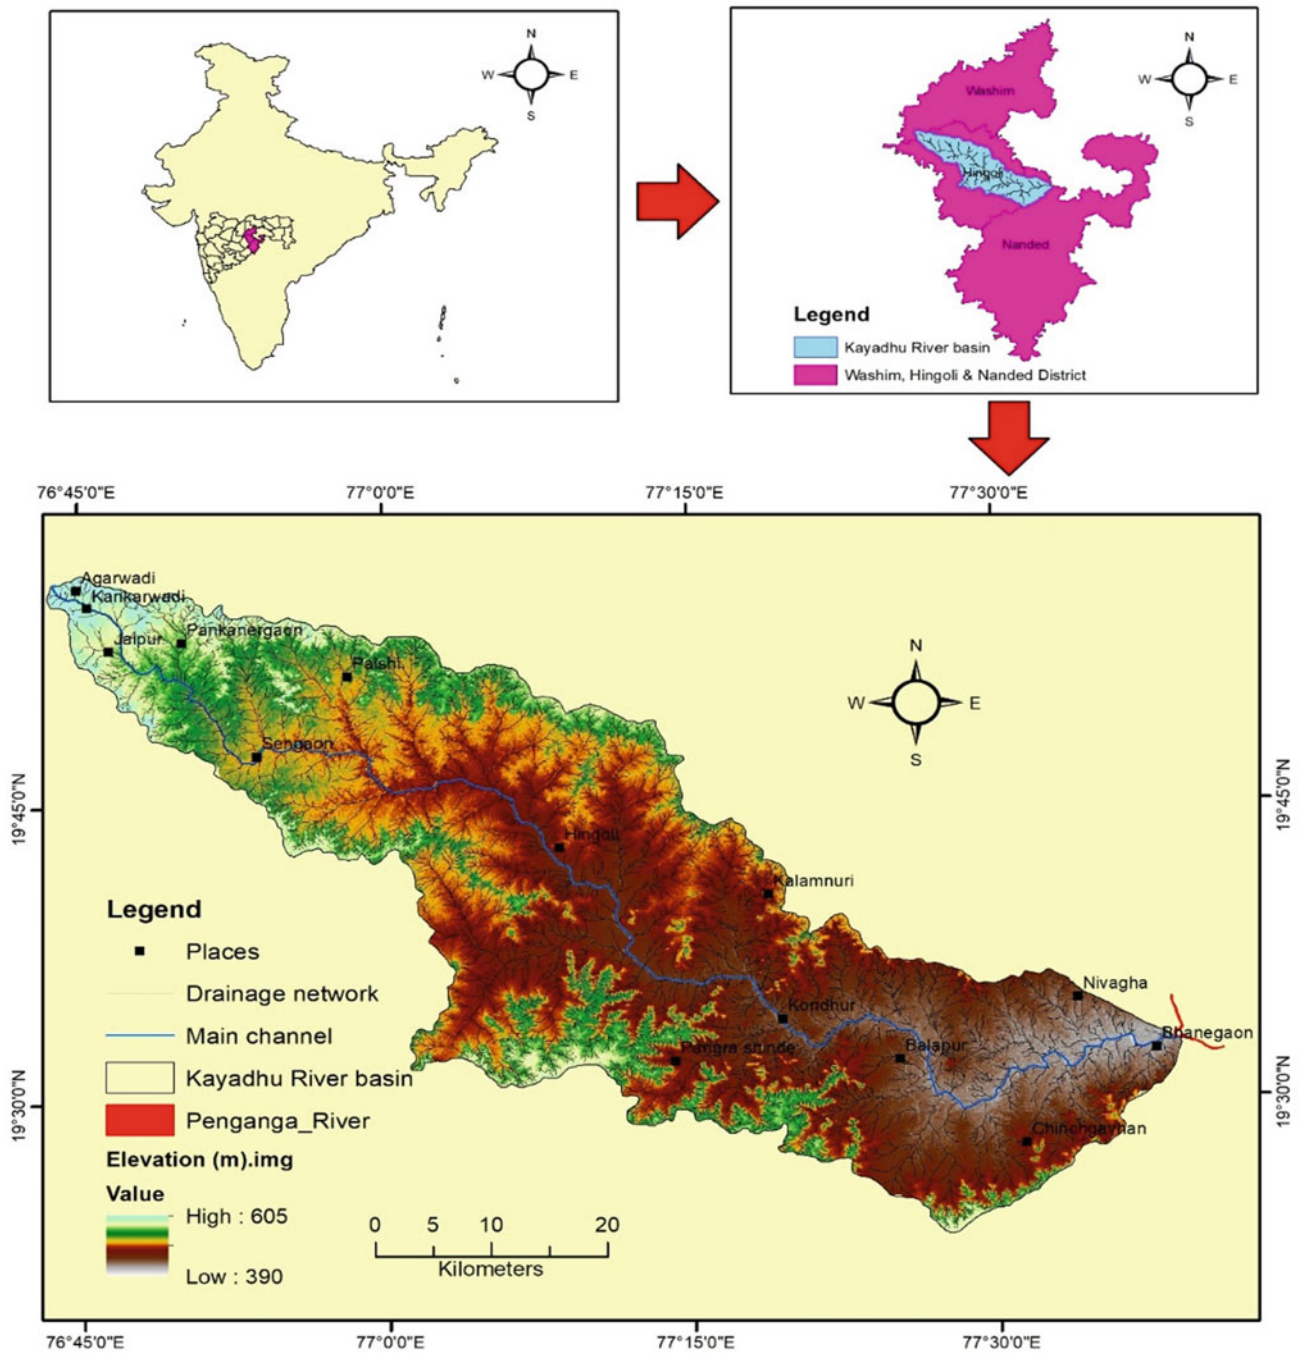 N
W E
S
N
W E
S
Washim
Hingoli
Nanded
Legend
Kayadhu River basin
Washim, Hingoli & Nanded District
76°45'0"E 77°0'0"E 77°15'0"E 77°30'0"E
Agarwadi
Kankarwadi
Jaipur
Pankanergaon
Palshi
N
W E
S
Sengaon
19°45'0"N
19°45'0"N
Hingoli
Kalamnuri
Nivagha
Kondhur
Bhanegaon
Pangra shinde
Balapur
19°30'0"N
19°30'0"N
Chinchgavhan
Legend
Places
Drainage network
Main channel
Kayadhu River basin
Penganga_River
Elevation (m).img
Value
High : 605
Low : 390
0 5 10 20
Kilometers
76°45'0"E 77°0'0"E 77°15'0"E 77°30'0"E